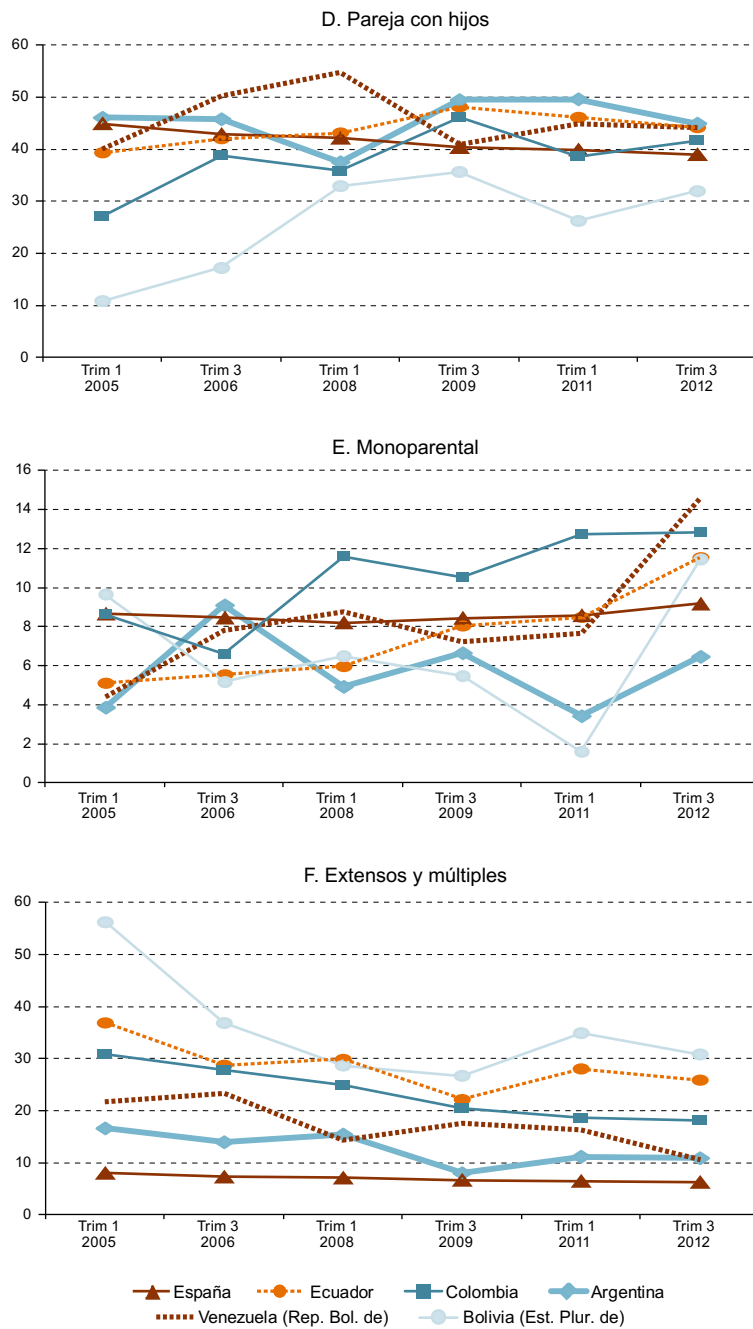 D. Pareja con hijos
60
50
40
30
20
10
0
Trim 1 Trim 3 Trim 1 Trim 3 Trim 1 Trim 3
2005 2006 2008 2009 2011 2012
E. Monoparental
16
14
12
10
8
6
4
2
0
Trim 1 Trim 3 Trim 1 Trim 3 Trim 1 Trim 3
2005 2006 2008 2009 2011 2012
F. Extensos y múltiples
60
50
40
30
20
10
0
Trim 1 Trim 3 Trim 1 Trim 3 Trim 1 Trim 3
2005 2006 2008 2009 2011 2012
España Ecuador Colombia Argentina
Venezuela (Rep. Bol. de) Bolivia (Est. Plur. de)